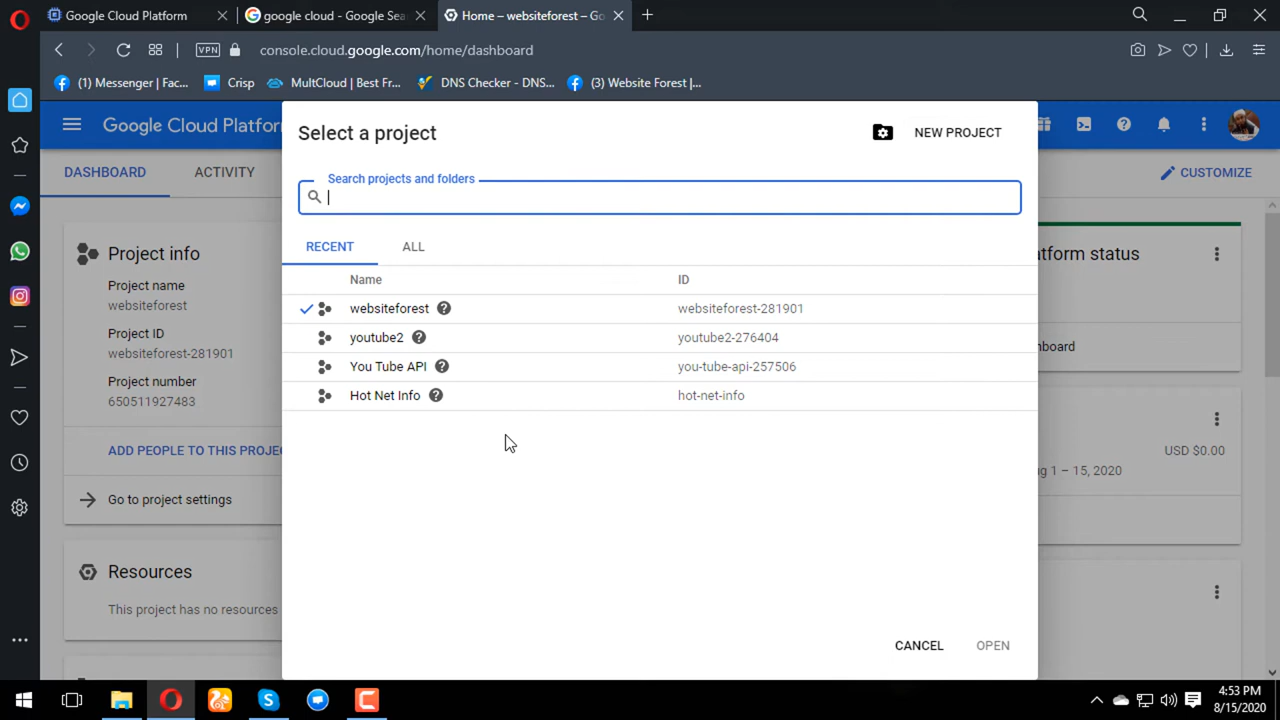 Google Cloud Platform
google cloud - Google Sea
Home – websiteforest – Go
VPN
console.cloud.google.com/home/dashboard
(1) Messenger | Fac...
Crisp
MultCloud | Best Fr...
DNS Checker - DNS...
(3) Website Forest |...
Google Cloud Platform
DASHBOARD
ACTIVITY
CUSTOMIZE
Project info
Project name
websiteforest
Project ID
websiteforest-281901
Project number
650511927483
ADD PEOPLE TO THIS PROJE
Go to project settings
Resources
This project has no resources
Select a project
NEW PROJECT
Search projects and folders
RECENT
ALL
Name
ID
websiteforest
websiteforest-281901
youtube2
youtube2-276404
You Tube API
you-tube-api-257506
Hot Net Info
hot-net-info
CANCEL
OPEN
atform status
hboard
USD $0.00
ug 1 – 15, 2020
4:53 PM
8/15/2020